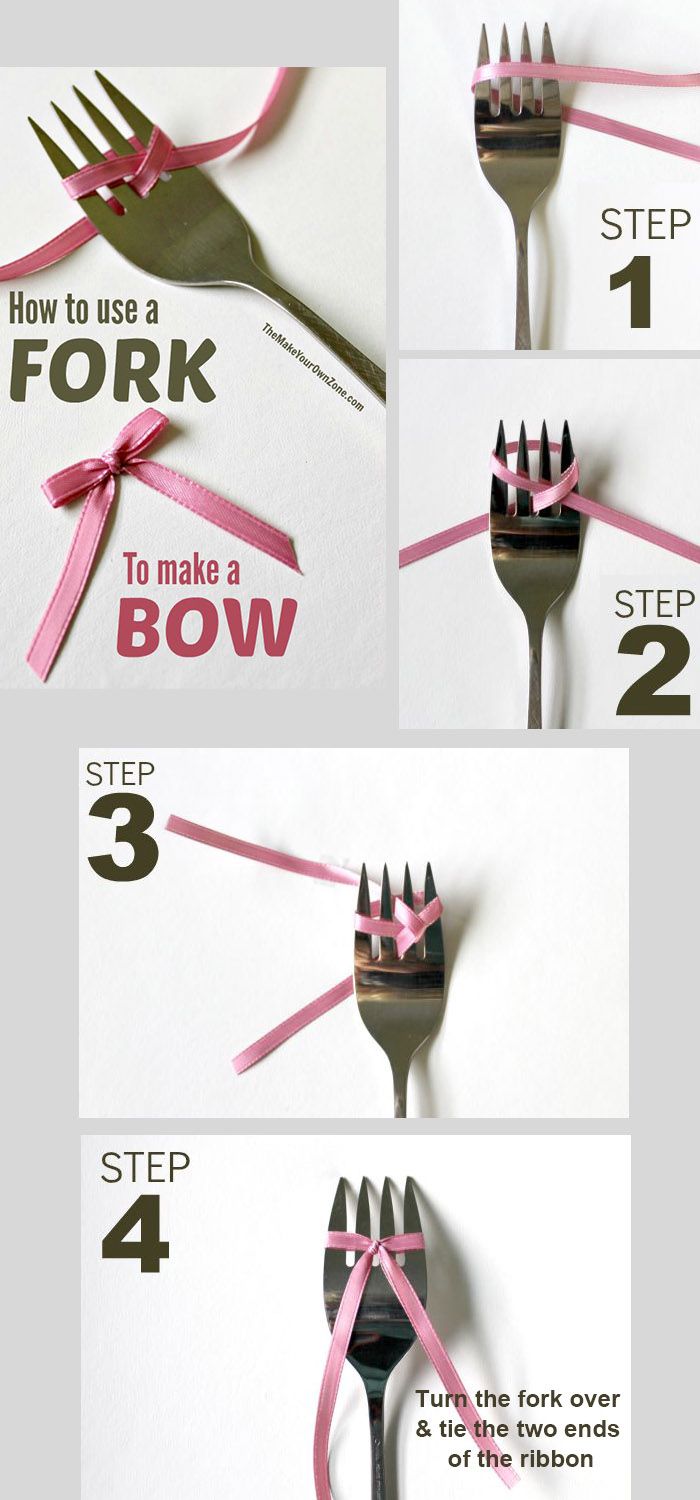 How to use a
FORK
TheMakeYourOwnZone.com
To make a
BOW
STEP
1
STEP
2
STEP
3
STEP
4
Turn the fork over
& tie the two ends
of the ribbon